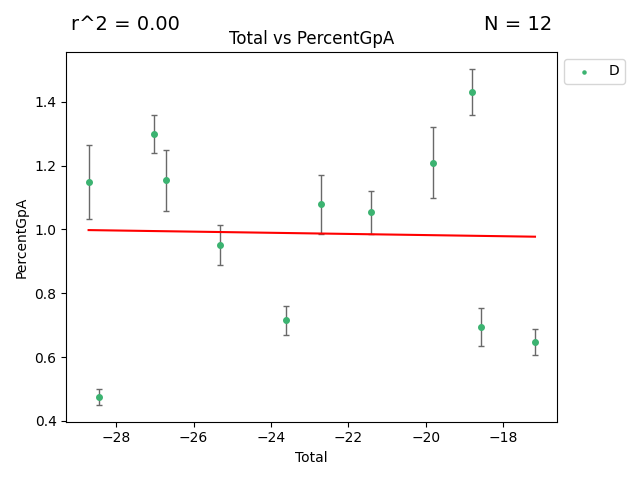 r^2 = 0.00
N = 12
Total vs PercentGpA
D
1.4
1.2
1.0
0.8
0.6
0.4
PercentGpA
−28
−26
−24
−22
−20
−18
Total